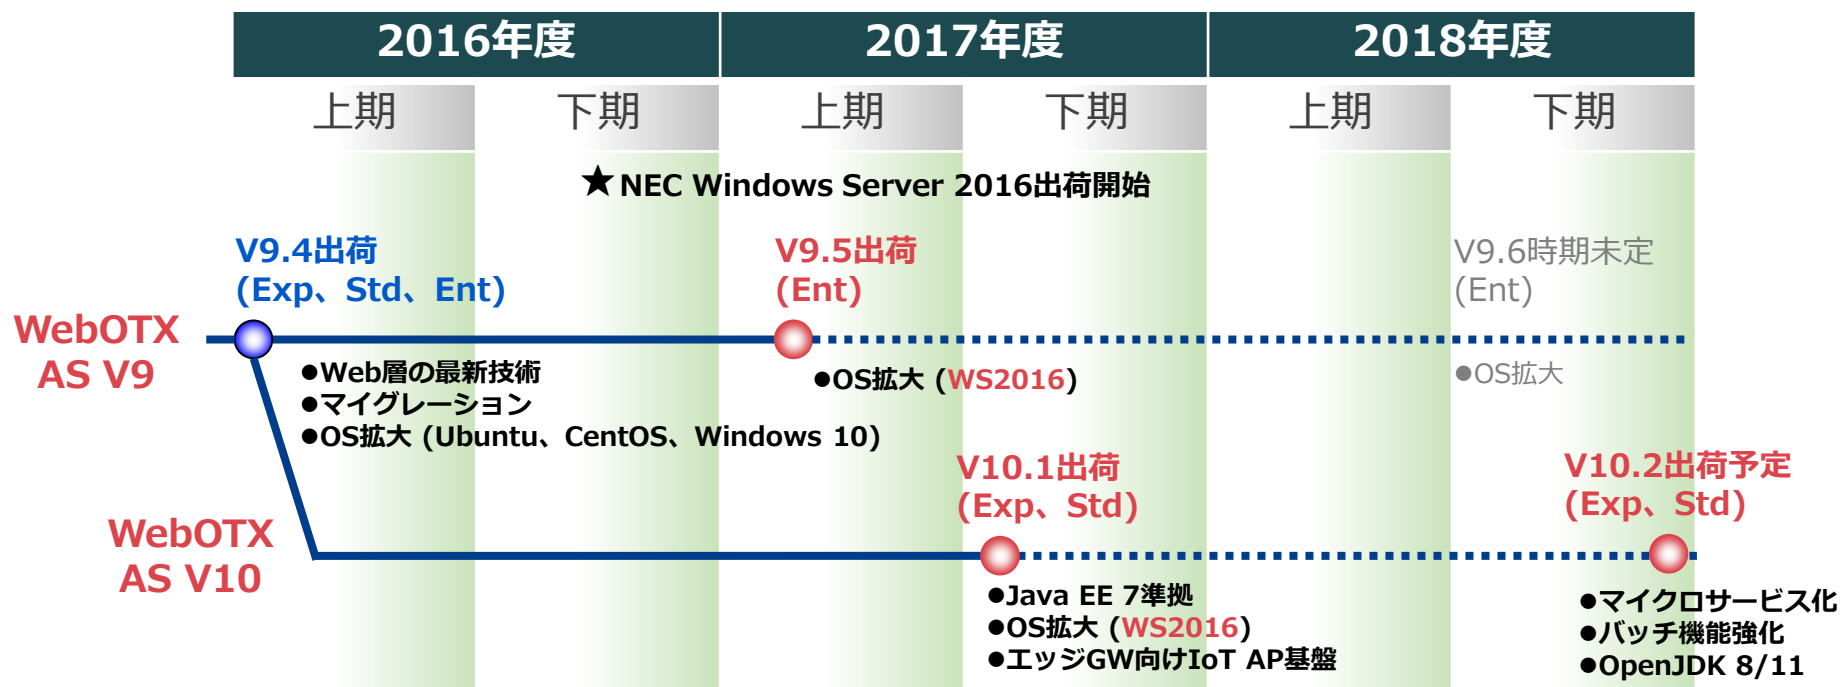 2016年度
2017年度
2018年度
上期
下期
上期
下期
上期
下期
★NEC Windows Server 2016出荷開始
V9.4出荷
(Exp、Std、Ent)
V9.5出荷
(Ent)
V9.6時期未定
(Ent)
WebOTX
AS V9
●Web層の最新技術
●マイグレーション
●OS拡大 (Ubuntu、CentOS、Windows 10)
●OS拡大 (WS2016)
●OS拡大
V10.1出荷
(Exp、Std)
V10.2出荷予定
(Exp、Std)
WebOTX
AS V10
●Java EE 7準拠
●OS拡大 (WS2016)
●エッジGW向けIoT AP基盤
●マイクロサービス化
●バッチ機能強化
●OpenJDK 8/11